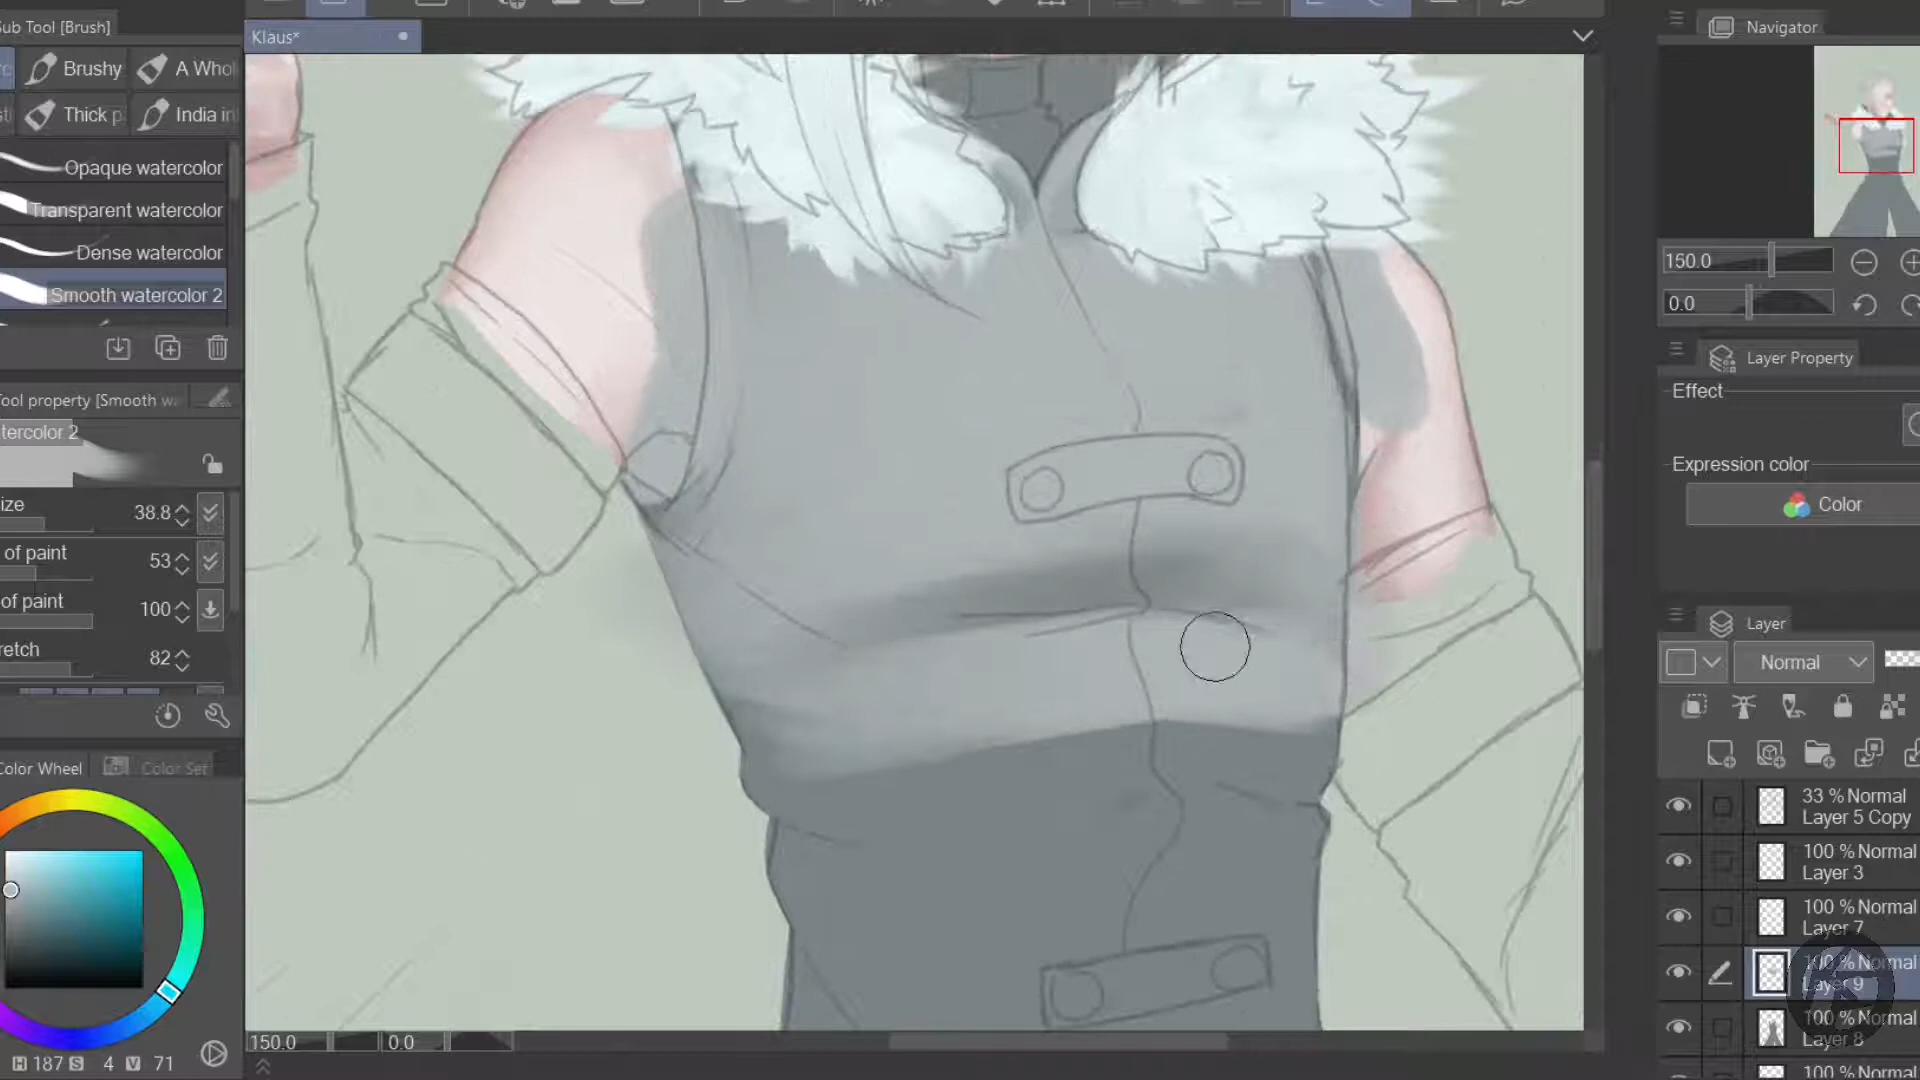 Sub Tool [Brush]
Brushy
A Whol
Thick p
India in
Opaque watercolor
Transparent watercolor
Dense watercolor
Smooth watercolor 2
Tool property [Smooth wa
tercolor 2
ize 38.8
of paint 53
of paint 100
retch 82
Color Wheel Color Set
H 187 S 4 V 71
Klaus*
150.0 0.0
Navigator
150.0
0.0
Layer Property
Effect
Expression color
Color
Layer
Normal
33 % Normal
Layer 5 Copy
100 % Normal
Layer 3
100 % Normal
Layer 7
100 % Normal
Layer 9
100 % Normal
Layer 8
100 % Normal